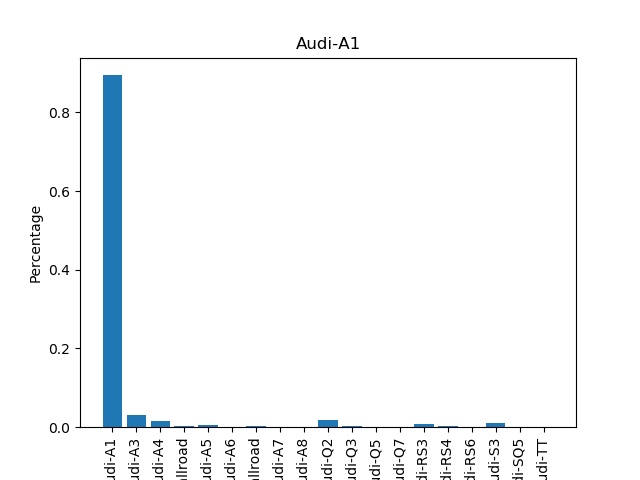 Audi-A1
Percentage
0.8
0.6
0.4
0.2
0.0
udi-A1
udi-A3
udi-A4
allroad
udi-A5
udi-A6
allroad
udi-A7
udi-A8
udi-Q2
udi-Q3
udi-Q5
udi-Q7
di-RS3
di-RS4
di-RS6
udi-S3
di-SQ5
udi-TT